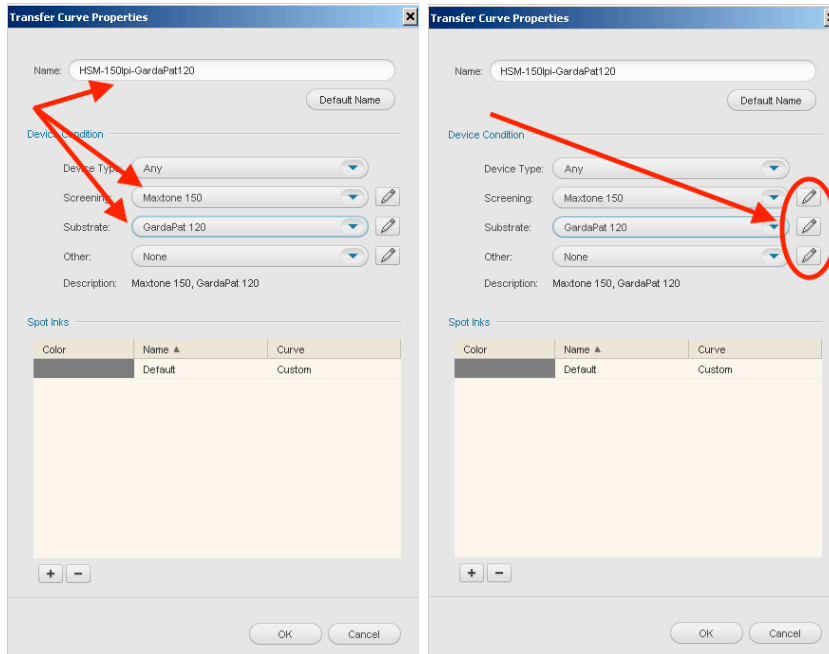 Transfer Curve Properties
Name: HSM-150lpi-GardaPat120
Default Name
Device Condition
Device Type: Any
Screening: Maxtone 150
Substrate: GardaPat 120
Other: None
Description: Maxtone 150, GardaPat 120
Spot Inks
Color Name Curve
Default Custom
+ −
OK Cancel
Transfer Curve Properties
Name: HSM-150lpi-GardaPat120
Default Name
Device Condition
Device Type: Any
Screening: Maxtone 150
Substrate: GardaPat 120
Other: None
Description: Maxtone 150, GardaPat 120
Spot Inks
Color Name Curve
Default Custom
+ −
OK Cancel